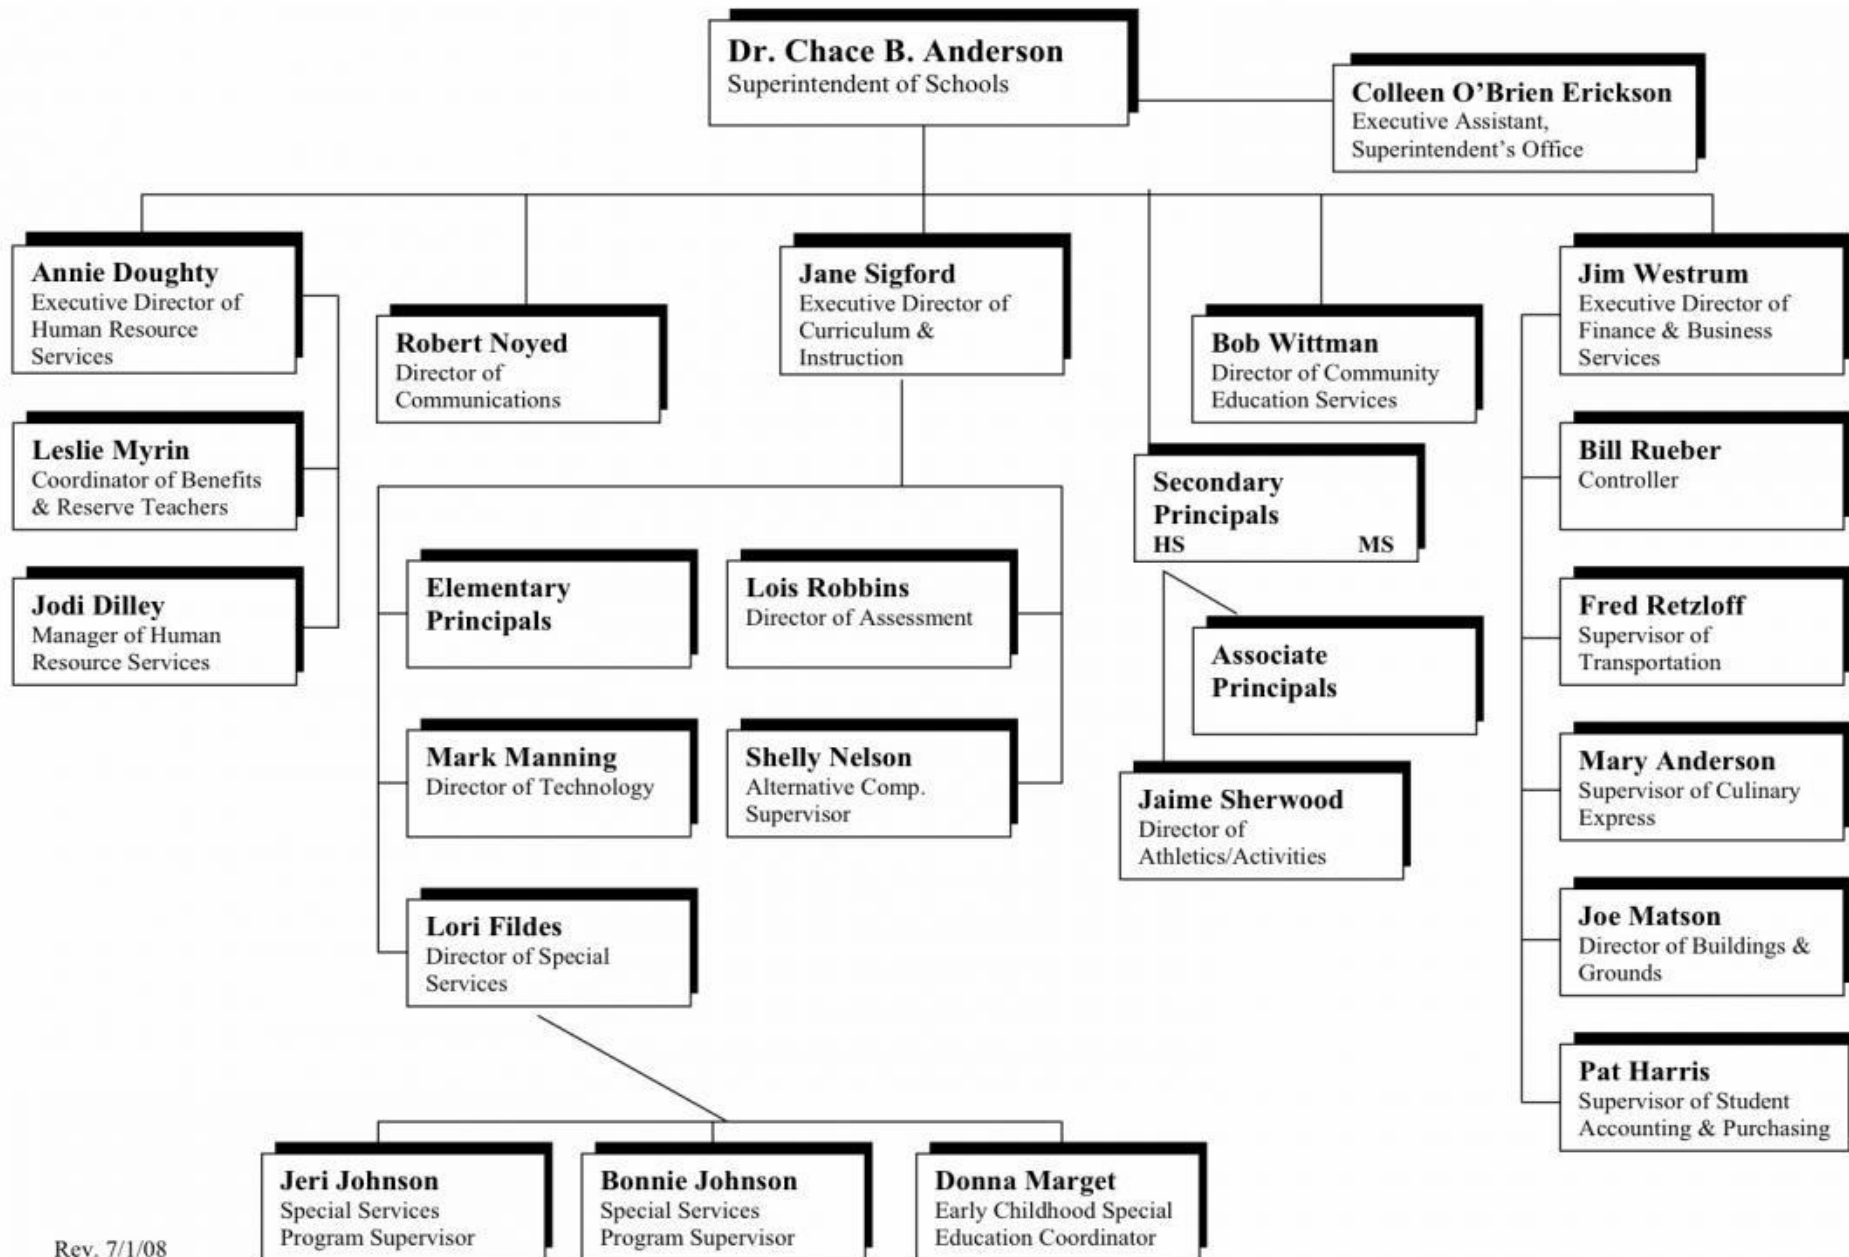 Dr. Chace B. Anderson
Superintendent of Schools
Colleen O’Brien Erickson
Executive Assistant,
Superintendent’s Office
Annie Doughty
Executive Director of
Human Resource
Services
Robert Noyed
Director of
Communications
Jane Sigford
Executive Director of
Curriculum &
Instruction
Bob Wittman
Director of Community
Education Services
Jim Westrum
Executive Director of
Finance & Business
Services
Leslie Myrin
Coordinator of Benefits
& Reserve Teachers
Jodi Dilley
Manager of Human
Resource Services
Secondary
Principals
HS MS
Bill Rueber
Controller
Elementary
Principals
Lois Robbins
Director of Assessment
Associate
Principals
Fred Retzloff
Supervisor of
Transportation
Mark Manning
Director of Technology
Shelly Nelson
Alternative Comp.
Supervisor
Jaime Sherwood
Director of
Athletics/Activities
Mary Anderson
Supervisor of Culinary
Express
Lori Fildes
Director of Special
Services
Joe Matson
Director of Buildings &
Grounds
Pat Harris
Supervisor of Student
Accounting & Purchasing
Jeri Johnson
Special Services
Program Supervisor
Bonnie Johnson
Special Services
Program Supervisor
Donna Marget
Early Childhood Special
Education Coordinator
Rev. 7/1/08